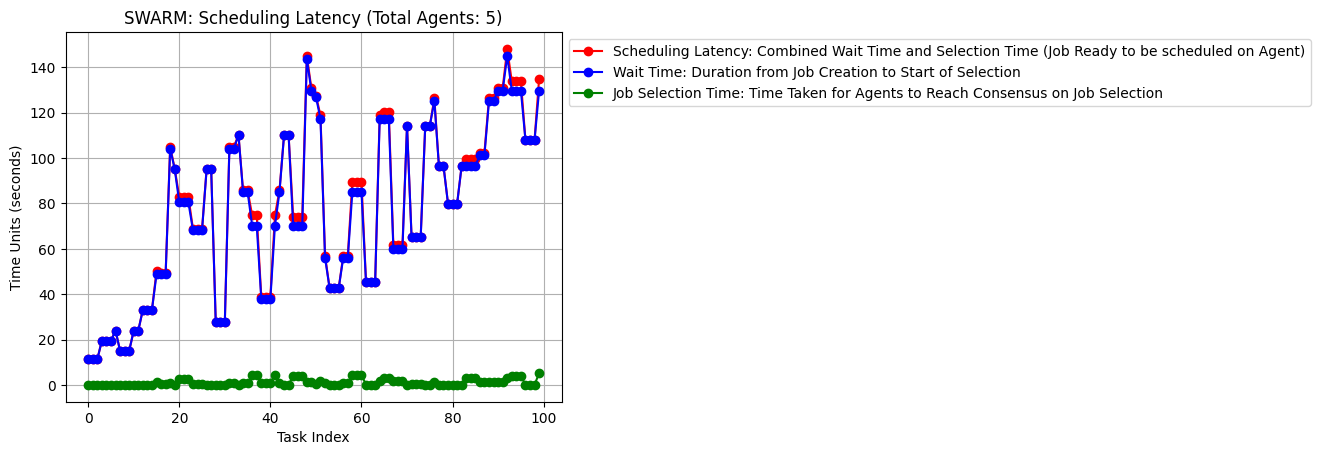 SWARM: Scheduling Latency (Total Agents: 5)
Scheduling Latency: Combined Wait Time and Selection Time (Job Ready to be scheduled on Agent)
Wait Time: Duration from Job Creation to Start of Selection
Job Selection Time: Time Taken for Agents to Reach Consensus on Job Selection
Time Units (seconds)
140
120
100
80
60
40
20
0
0 20 40 60 80 100
Task Index